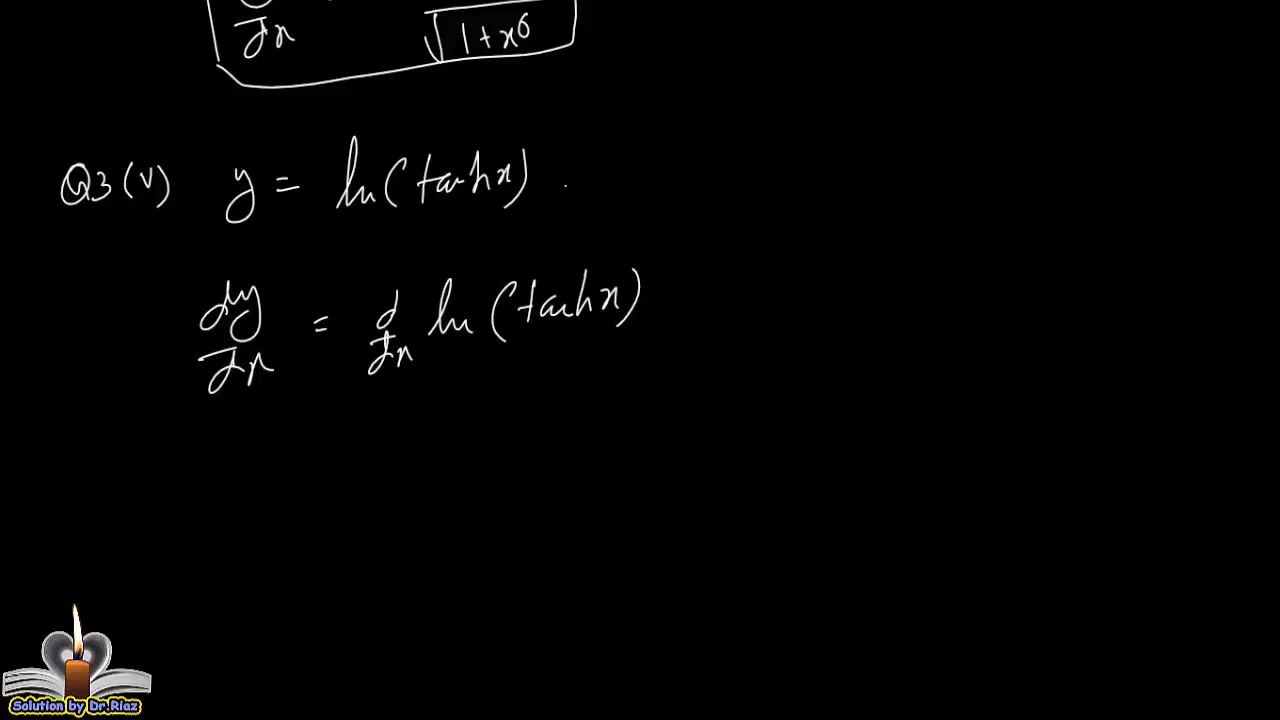 dx √1+x⁶
Q3(V) y = ln(tanhx) .
dy/dx = d/dx ln(tanhx)
Solution by Dr.Riaz